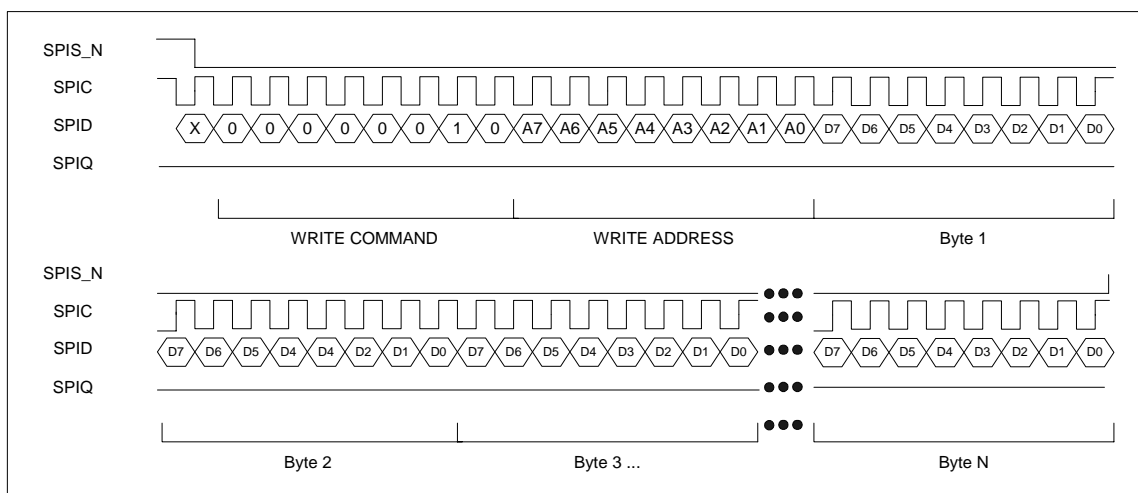 SPIS_N
SPIC
SPID X 0 0 0 0 0 0 1 0 A7 A6 A5 A4 A3 A2 A1 A0 D7 D6 D5 D4 D3 D2 D1 D0
SPIQ
WRITE COMMAND WRITE ADDRESS Byte 1
SPIS_N
SPIC
SPID D7 D6 D5 D4 D4 D2 D1 D0 D7 D6 D5 D4 D3 D2 D1 D0 D7 D6 D5 D4 D3 D2 D1 D0
SPIQ
Byte 2 Byte 3 ... Byte N